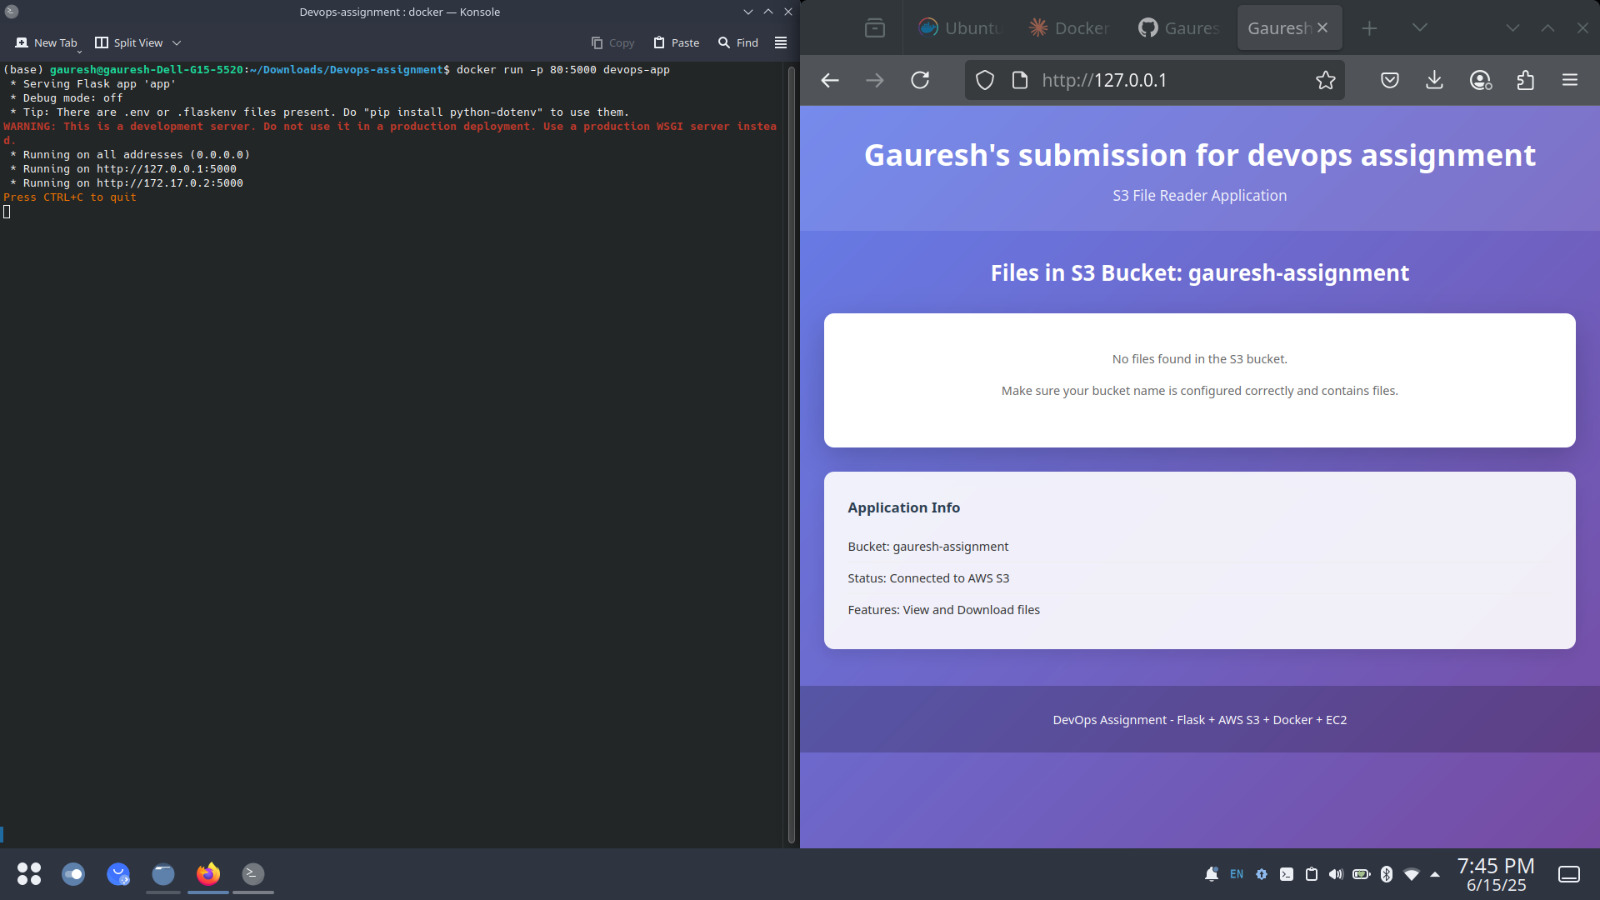 Devops-assignment : docker — Konsole
New Tab
Split View
Copy
Paste
Find
(base) gauresh@gauresh-Dell-G15-5520:~/Downloads/Devops-assignment$ docker run -p 80:5000 devops-app
* Serving Flask app 'app'
* Debug mode: off
* Tip: There are .env or .flaskenv files present. Do "pip install python-dotenv" to use them.
WARNING: This is a development server. Do not use it in a production deployment. Use a production WSGI server instea
d.
* Running on all addresses (0.0.0.0)
* Running on http://127.0.0.1:5000
* Running on http://172.17.0.2:5000
Press CTRL+C to quit
Ubuntu
Docker
Gaures
Gauresh
http://127.0.0.1
Gauresh's submission for devops assignment
S3 File Reader Application
Files in S3 Bucket: gauresh-assignment
No files found in the S3 bucket.
Make sure your bucket name is configured correctly and contains files.
Application Info
Bucket: gauresh-assignment
Status: Connected to AWS S3
Features: View and Download files
DevOps Assignment - Flask + AWS S3 + Docker + EC2
EN
7:45 PM
6/15/25